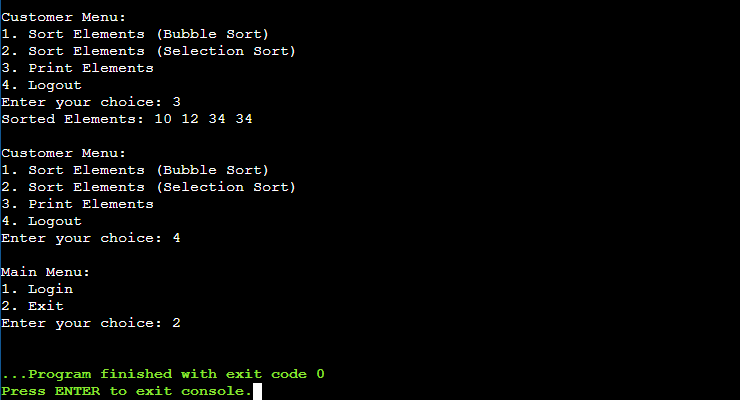 Customer Menu:
1. Sort Elements (Bubble Sort)
2. Sort Elements (Selection Sort)
3. Print Elements
4. Logout
Enter your choice: 3
Sorted Elements: 10 12 34 34
Customer Menu:
1. Sort Elements (Bubble Sort)
2. Sort Elements (Selection Sort)
3. Print Elements
4. Logout
Enter your choice: 4
Main Menu:
1. Login
2. Exit
Enter your choice: 2
...Program finished with exit code 0
Press ENTER to exit console.